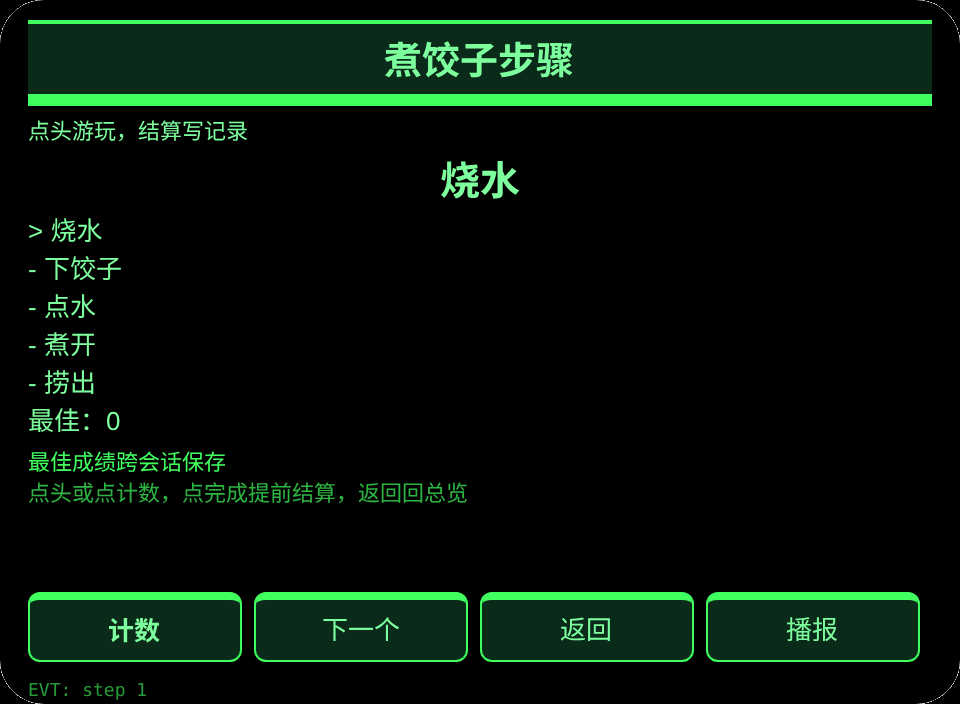 煮饺子步骤
点头游玩，结算写记录
烧水
> 烧水
- 下饺子
- 点水
- 煮开
- 捞出
最佳：0
最佳成绩跨会话保存
点头或点计数，点完成提前结算，返回回总览
计数
下一个
返回
播报
EVT: step 1